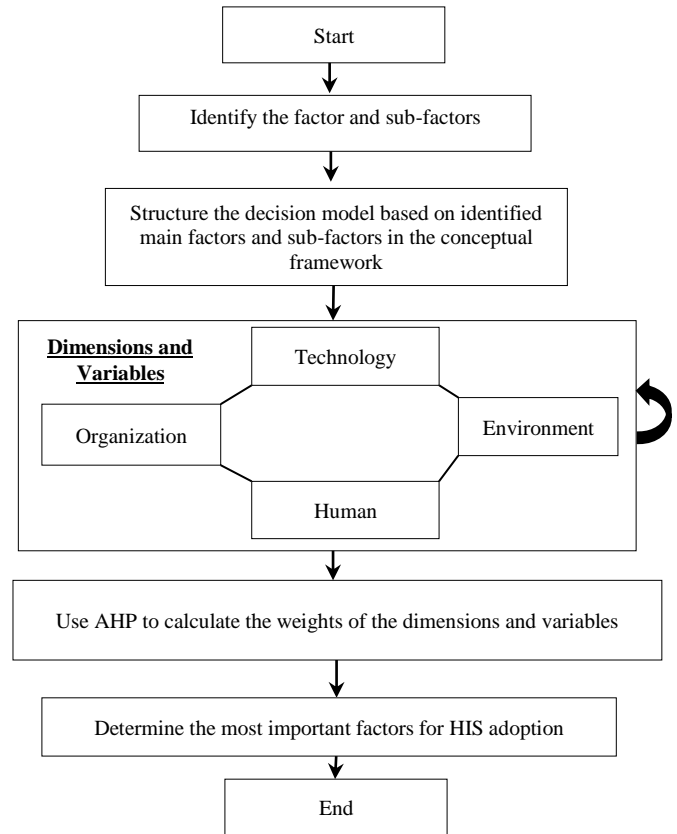 Start
Identify the factor and sub-factors
Structure the decision model based on identified
main factors and sub-factors in the conceptual
framework
Dimensions and
Variables
Technology
Organization
Environment
Human
Use AHP to calculate the weights of the dimensions and variables
Determine the most important factors for HIS adoption
End